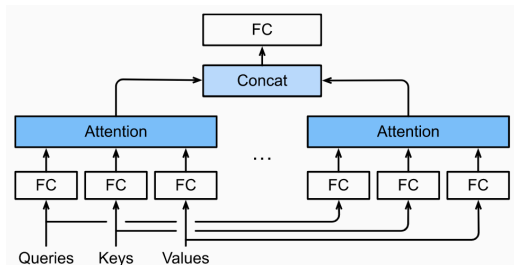 FC
Concat
Attention
Attention
...
FC FC FC FC FC FC
Queries Keys Values